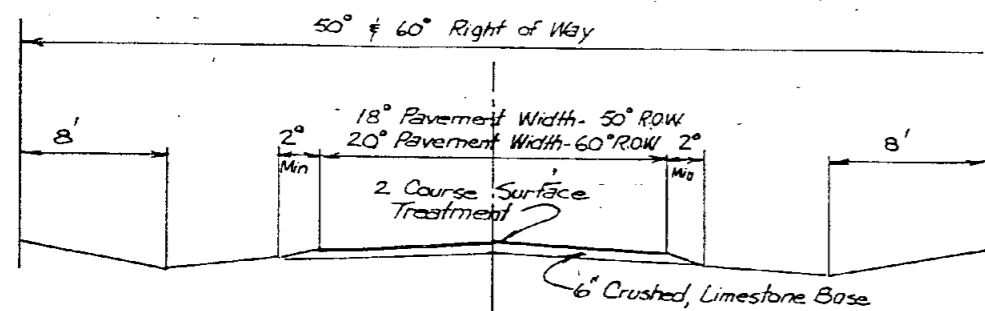 50° & 60° Right of Way
18° Pavement Width- 50° R.O.W.
8' 2° 20° Pavement Width-60° ROW 2° 8'
Min Min
2 Course Surface
Treatment
6" Crushed, Limestone Base